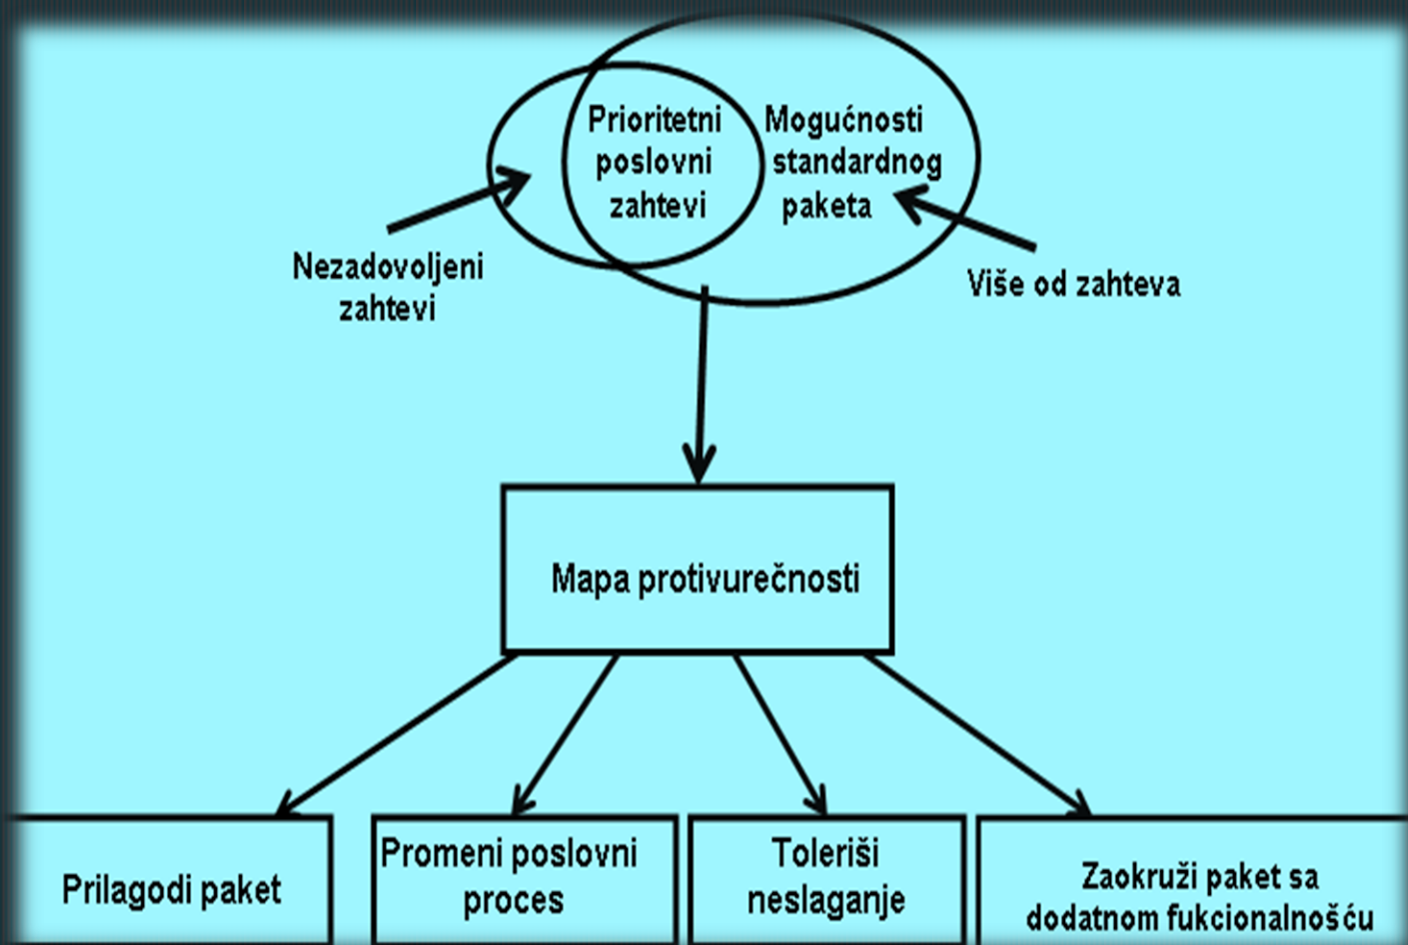 Prioritetni
poslovni
zahtevi
Mogućnosti
standardnog
paketa
Nezadovoljeni
zahtevi
Više od zahteva
Mapa protivurečnosti
Prilagodi paket
Promeni poslovni
proces
Toleriši
neslaganje
Zaokruži paket sa
dodatnom fukcionalnošću